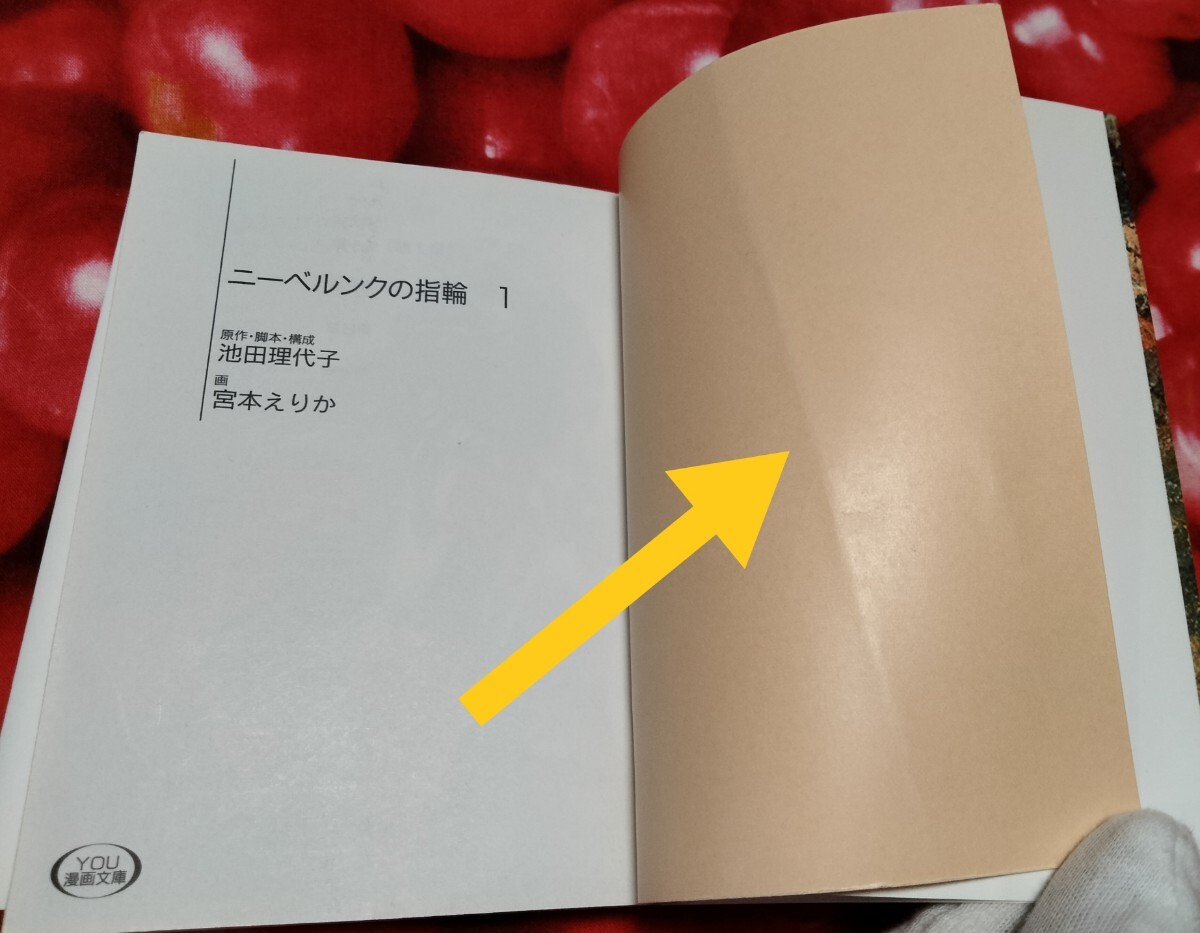 ニーベルンクの指輪 1
原作・脚本・構成
池田理代子
画
宮本えりか
YOU
漫画文庫